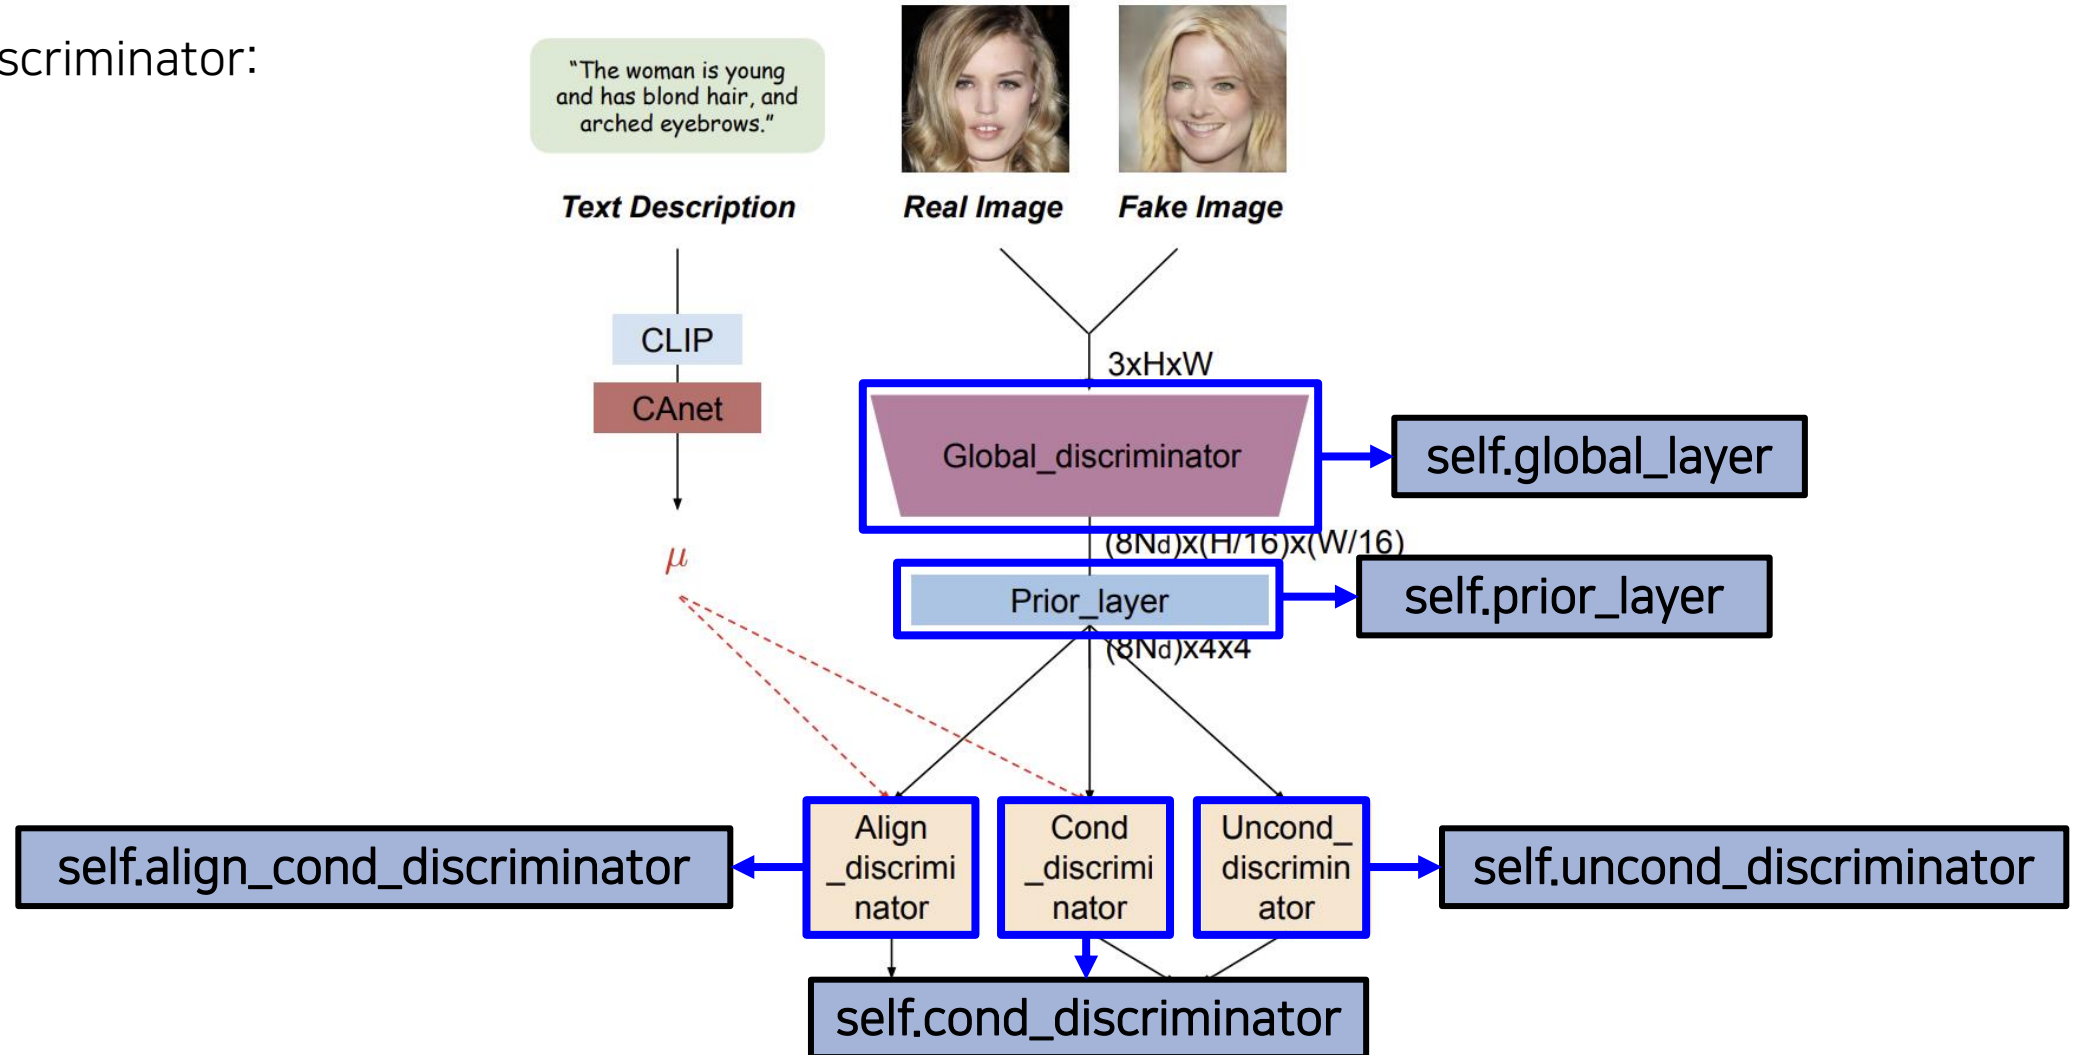 scriminator:
"The woman is young
and has blond hair, and
arched eyebrows."
Text Description
Real Image
Fake Image
CLIP
CAnet
μ
3xHxW
Global_discriminator
self.global_layer
(8Nd)x(H/16)x(W/16)
Prior_layer
self.prior_layer
(8Nd)x4x4
self.align_cond_discriminator
Align
_discrimi
nator
Cond
_discrimi
nator
Uncond_
discrimin
ator
self.uncond_discriminator
self.cond_discriminator